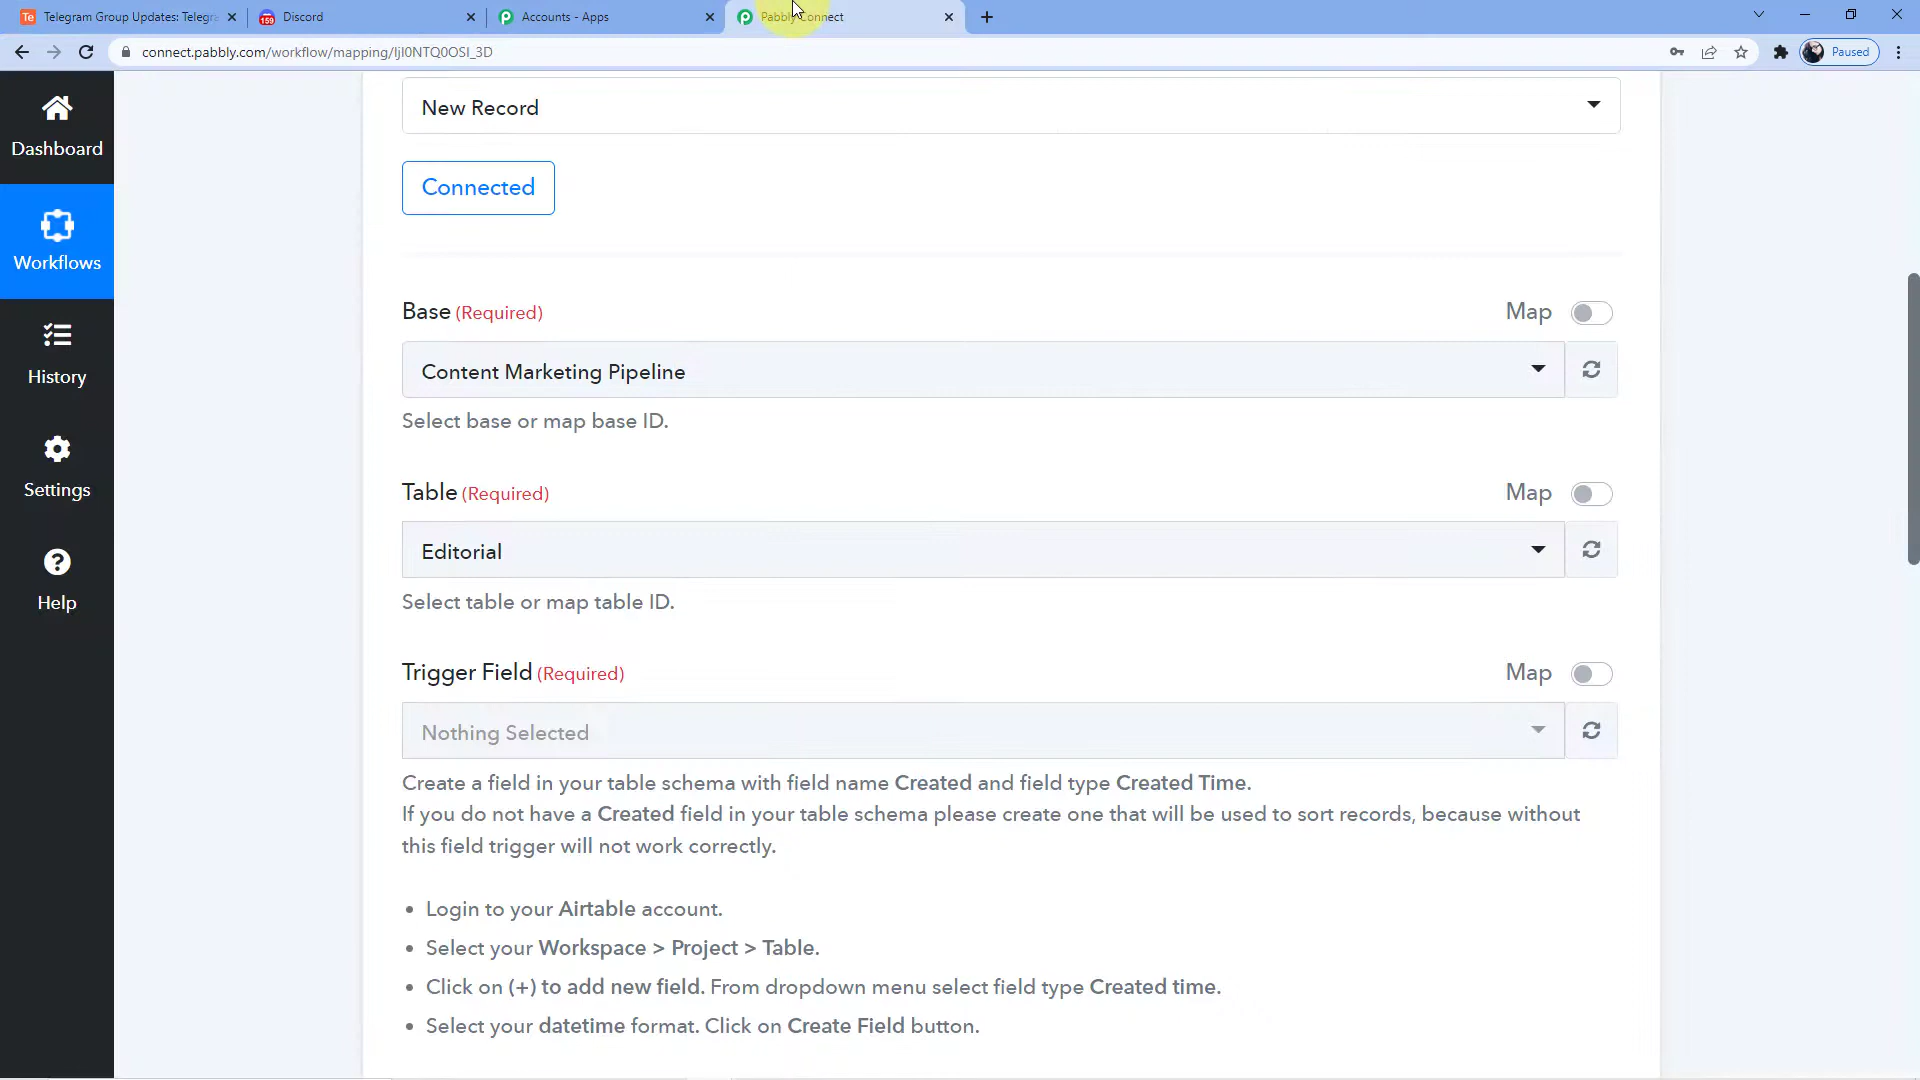 Telegram Group Updates: Telegra
Discord
Accounts - Apps
Pabbly Connect
connect.pabbly.com/workflow/mapping/IjI0NTQ0OSI_3D
Paused
Dashboard
Workflows
History
Settings
Help
New Record
Connected
Base (Required)
Map
Content Marketing Pipeline
Select base or map base ID.
Table (Required)
Map
Editorial
Select table or map table ID.
Trigger Field (Required)
Map
Nothing Selected
Create a field in your table schema with field name Created and field type Created Time.
If you do not have a Created field in your table schema please create one that will be used to sort records, because without
this field trigger will not work correctly.
• Login to your Airtable account.
• Select your Workspace > Project > Table.
• Click on (+) to add new field. From dropdown menu select field type Created time.
• Select your datetime format. Click on Create Field button.